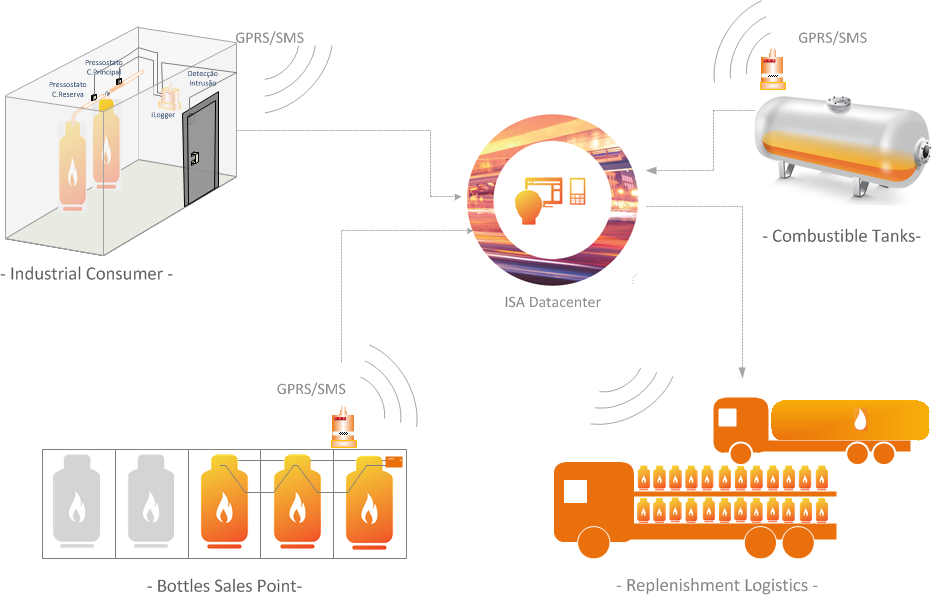 GPRS/SMS
GPRS/SMS
Pressostato
C.Principal
Pressostato
C.Reserva
Detecção
Intrusão
iLogger
- Combustible Tanks-
- Industrial Consumer -
ISA Datacenter
GPRS/SMS
- Bottles Sales Point-
- Replenishment Logistics -